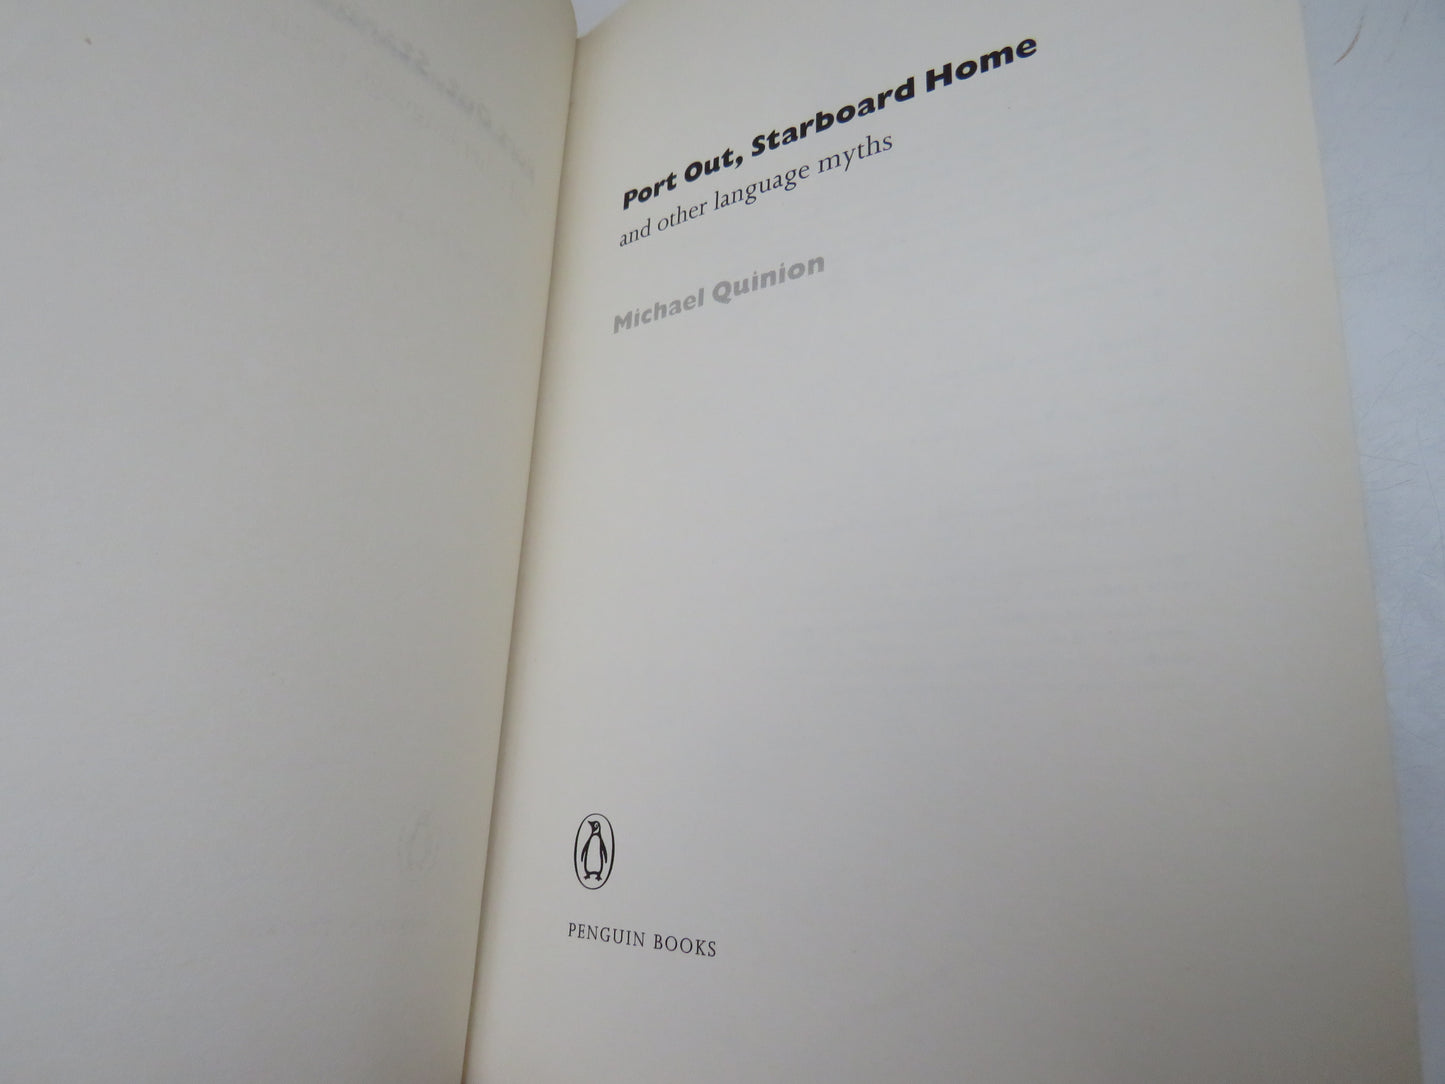 Port Out, Starboard Home
and other language myths
Michael Quinion
PENGUIN BOOKS